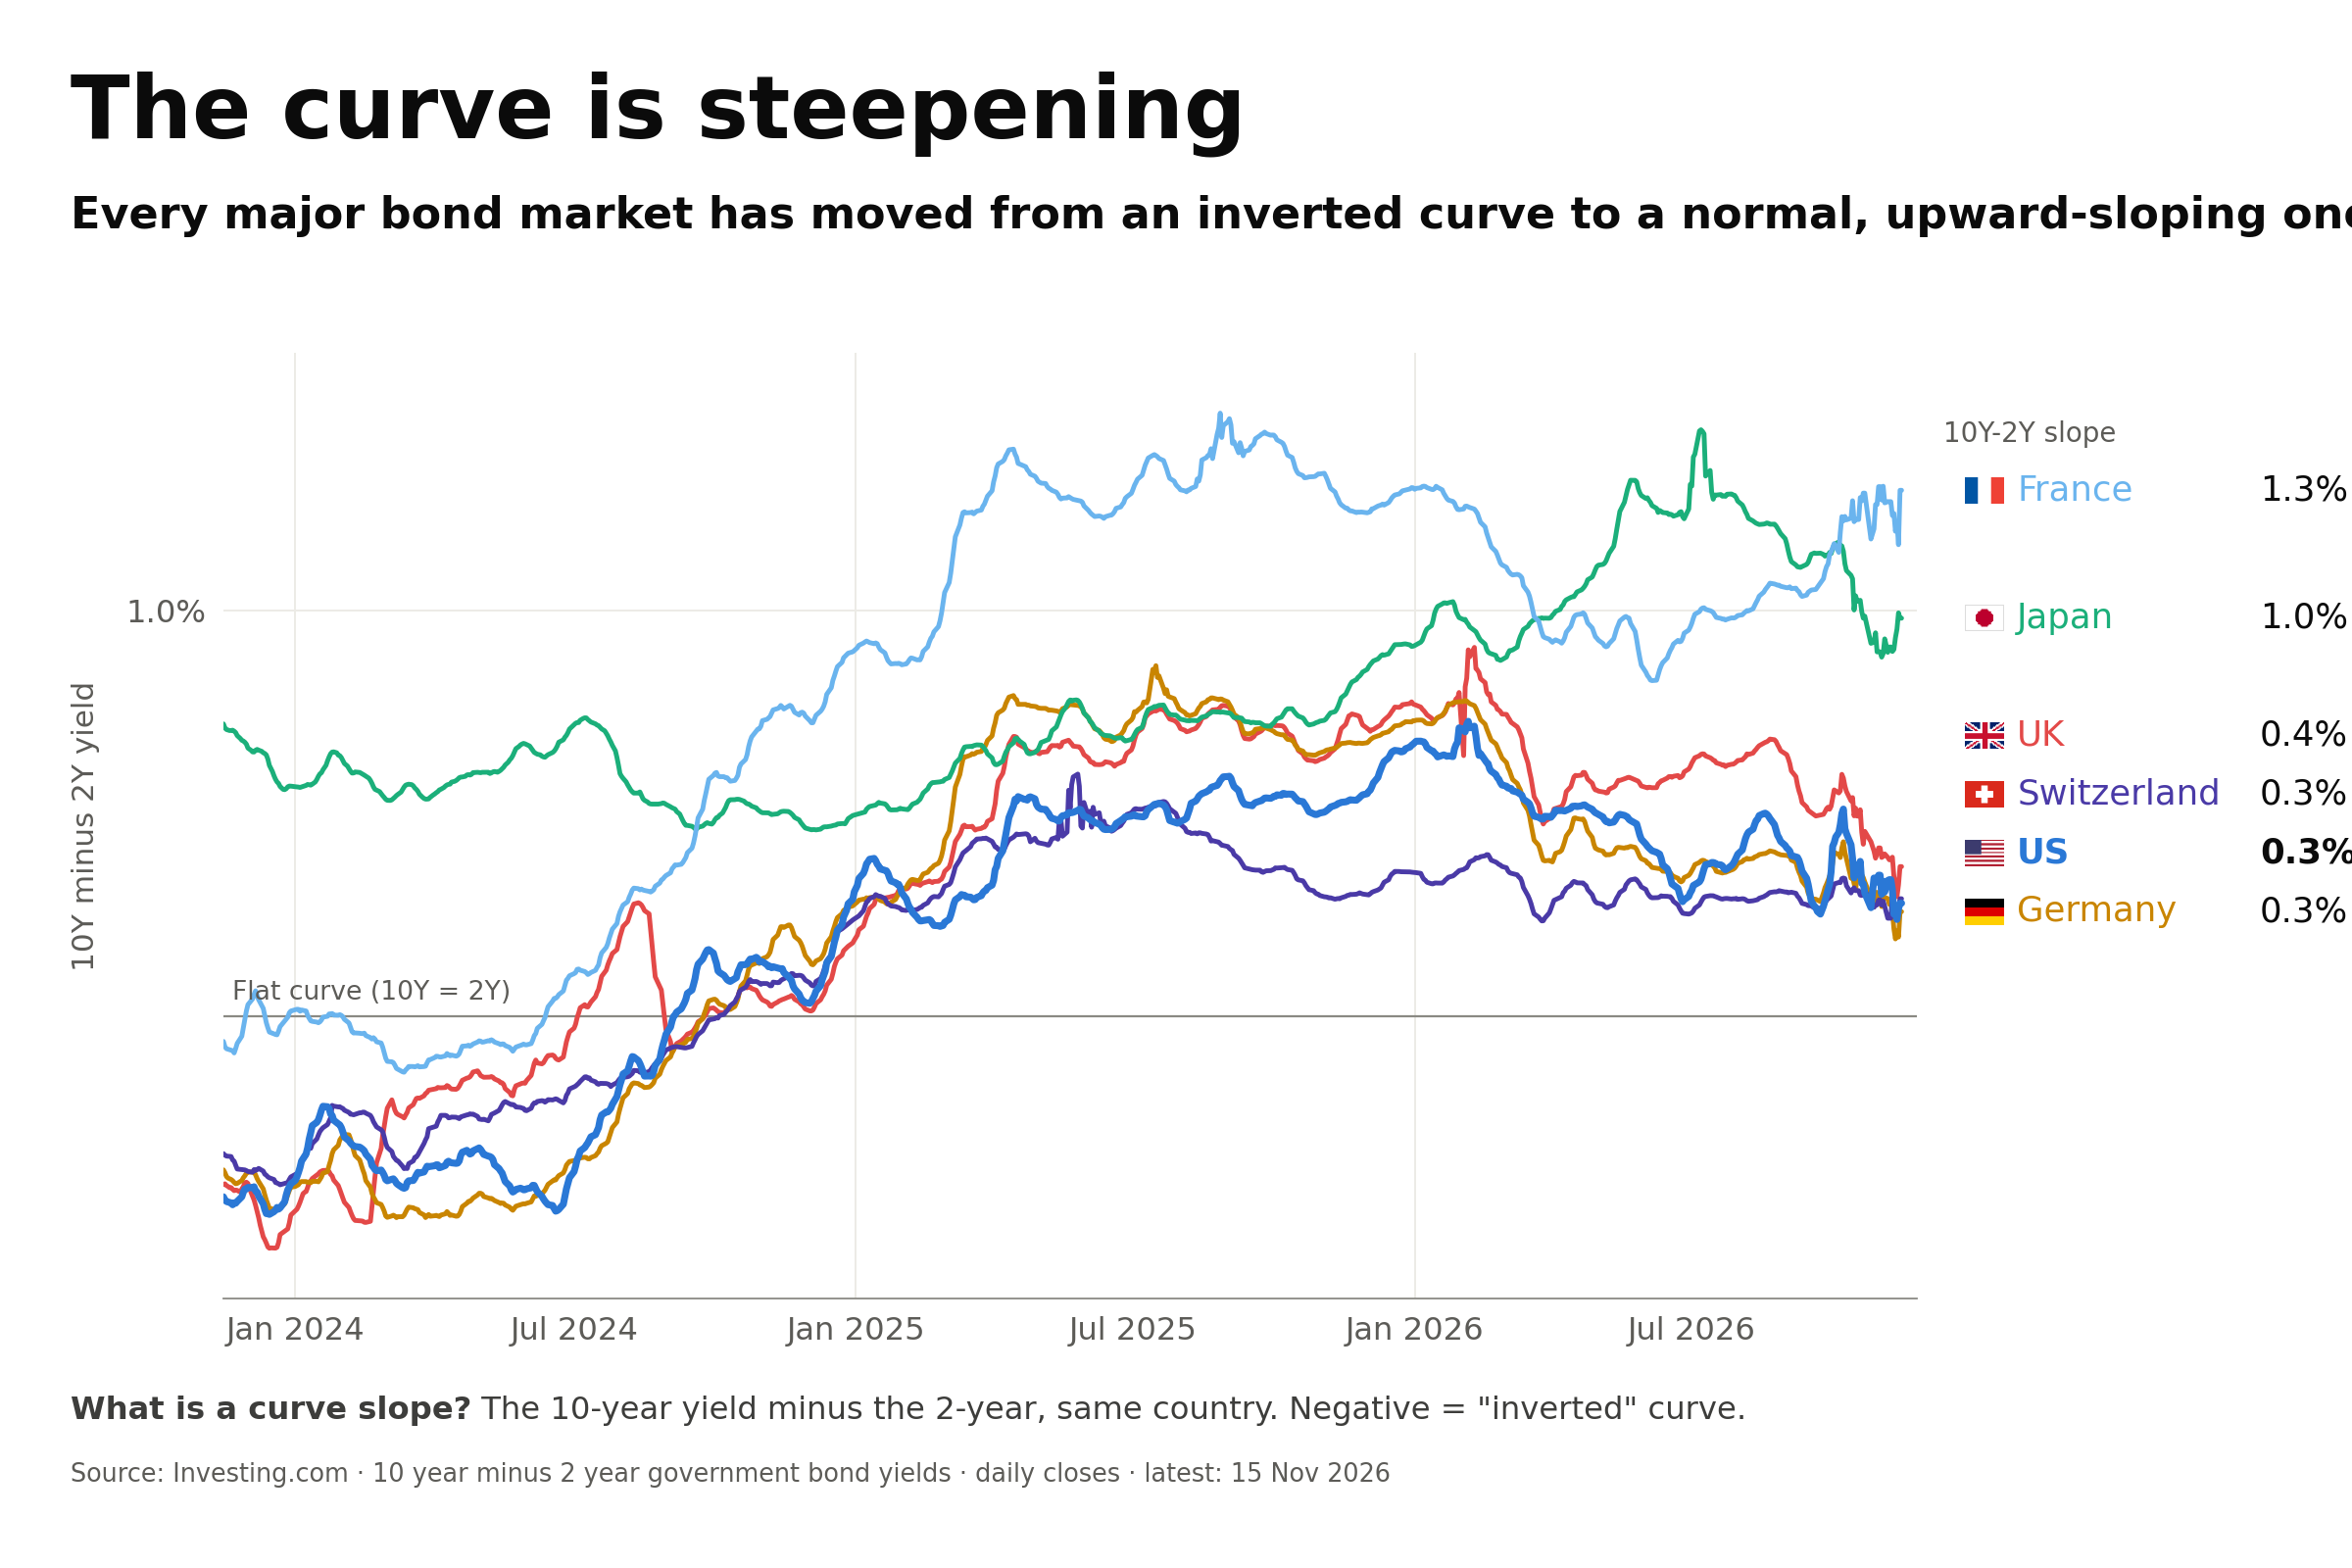 The curve is steepening
Every major bond market has moved from an inverted curve to a normal, upward-sloping
10Y-2Y slope
France 1.3%
1.0%
Japan 1.0%
10Y minus 2Y yield
UK 0.4%
Switzerland 0.3%
US 0.3%
Germany 0.3%
Flat curve (10Y = 2Y)
Jan 2024 Jul 2024 Jan 2025 Jul 2025 Jan 2026 Jul 2026
What is a curve slope? The 10-year yield minus the 2-year, same country. Negative = "inverted" curve.
Source: Investing.com · 10 year minus 2 year government bond yields · daily closes · latest: 15 Nov 2026